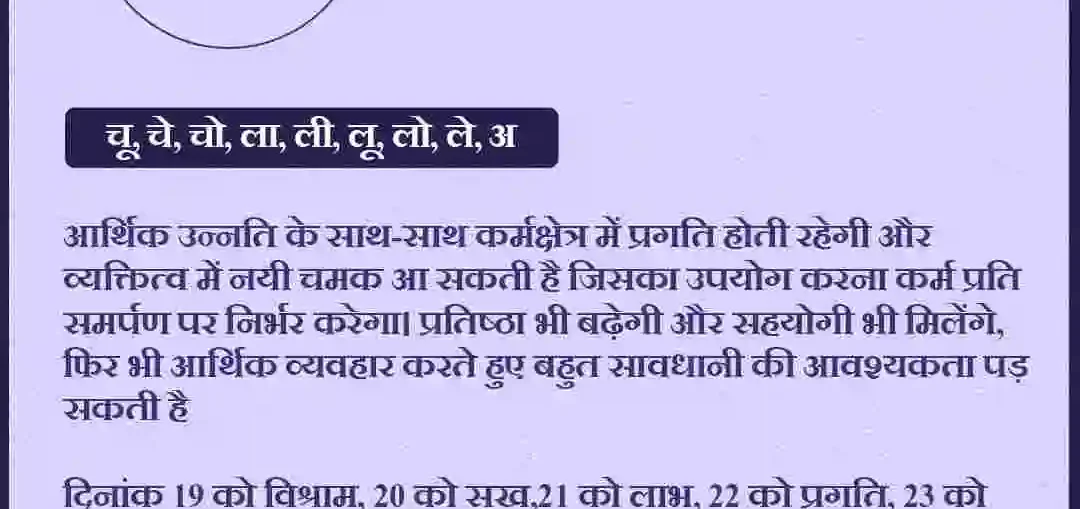 चू, चे, चो, ला, ली, लू, लो, ले, अ
आर्थिक उन्नति के साथ-साथ कर्मक्षेत्र में प्रगति होती रहेगी और
व्यक्तित्व में नयी चमक आ सकती है जिसका उपयोग करना कर्म प्रति
समर्पण पर निर्भर करेगा। प्रतिष्ठा भी बढ़ेगी और सहयोगी भी मिलेंगे,
फिर भी आर्थिक व्यवहार करते हुए बहुत सावधानी की आवश्यकता पड़
सकती है
दिनांक 19 को विश्राम, 20 को सुख,21 को लाभ, 22 को प्रगति, 23 को